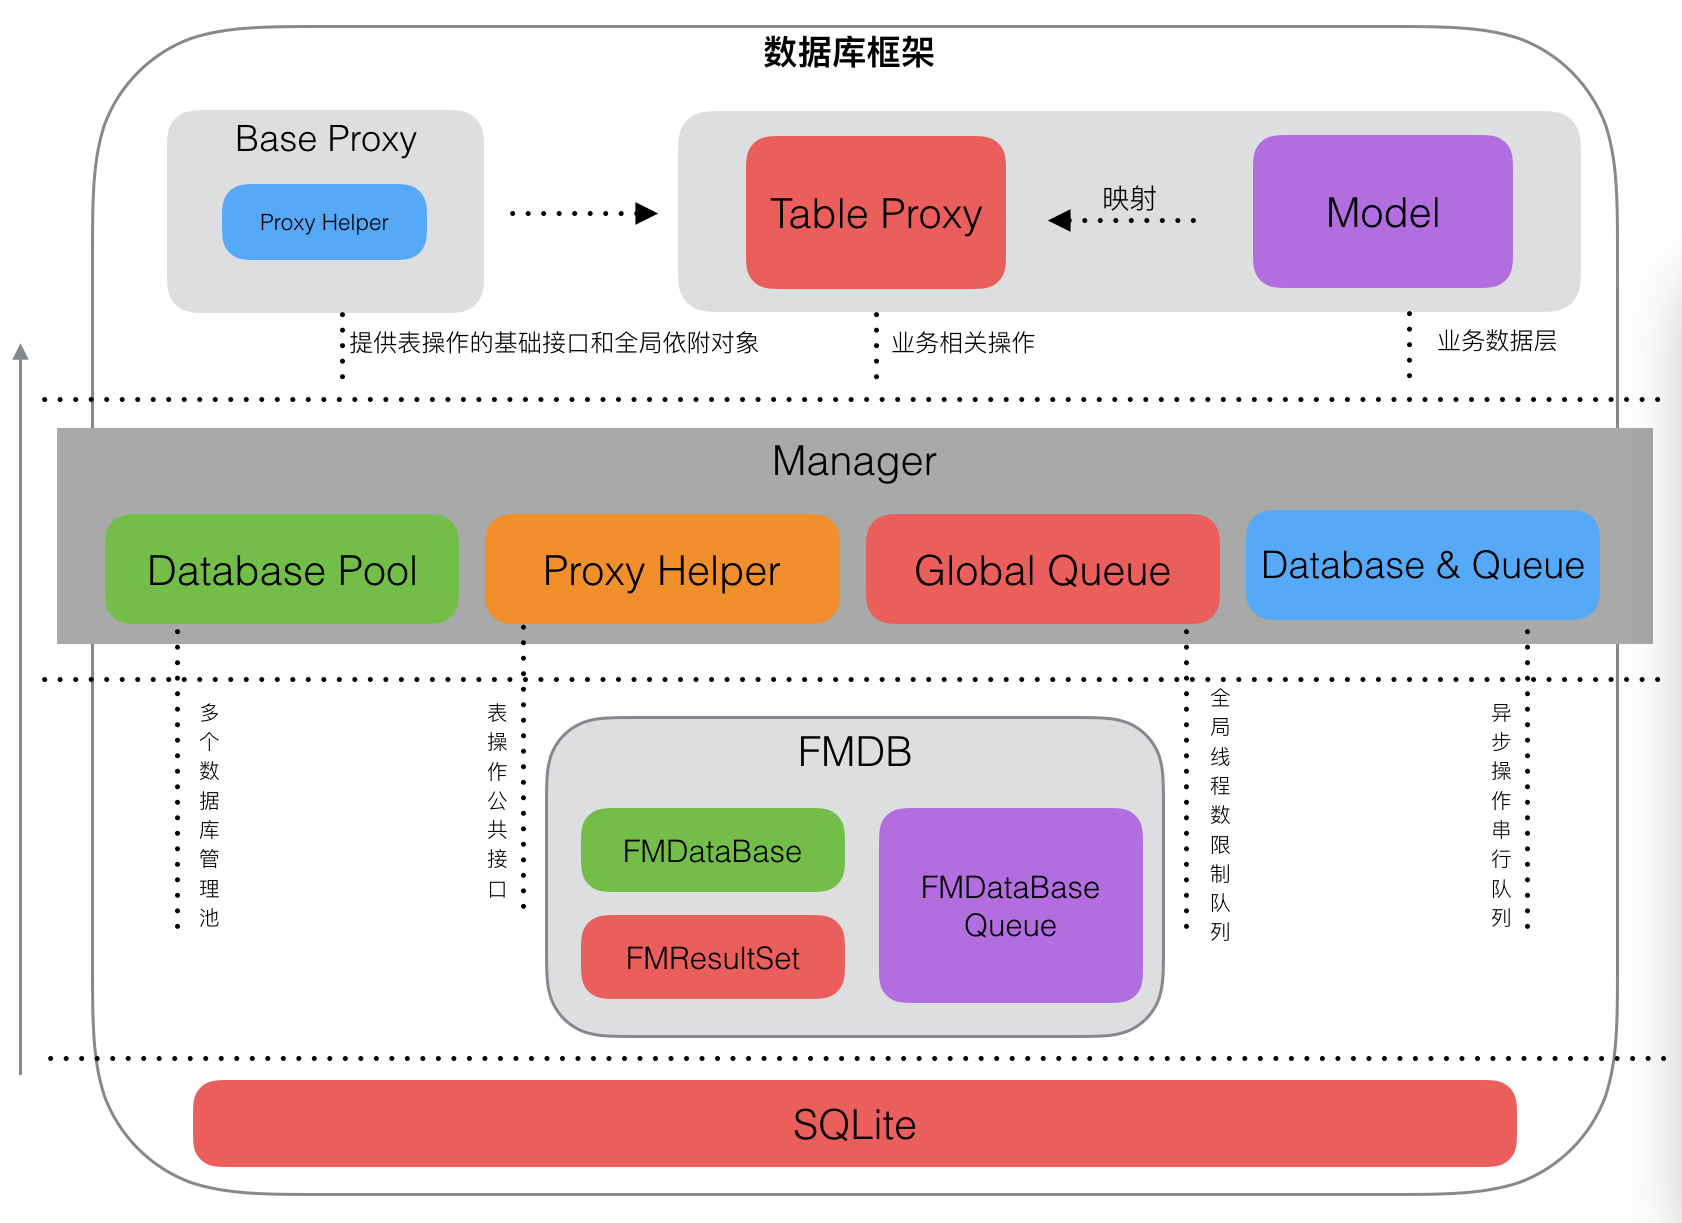 数据库框架
Base Proxy
Proxy Helper
Table Proxy
映射
Model
提供表操作的基础接口和全局依附对象
业务相关操作
业务数据层
Manager
Database Pool
Proxy Helper
Global Queue
Database & Queue
多个数据库管理池
表操作公共接口
全局线程数限制队列
异步操作串行队列
FMDB
FMDataBase
FMResultSet
FMDataBase
Queue
SQLite